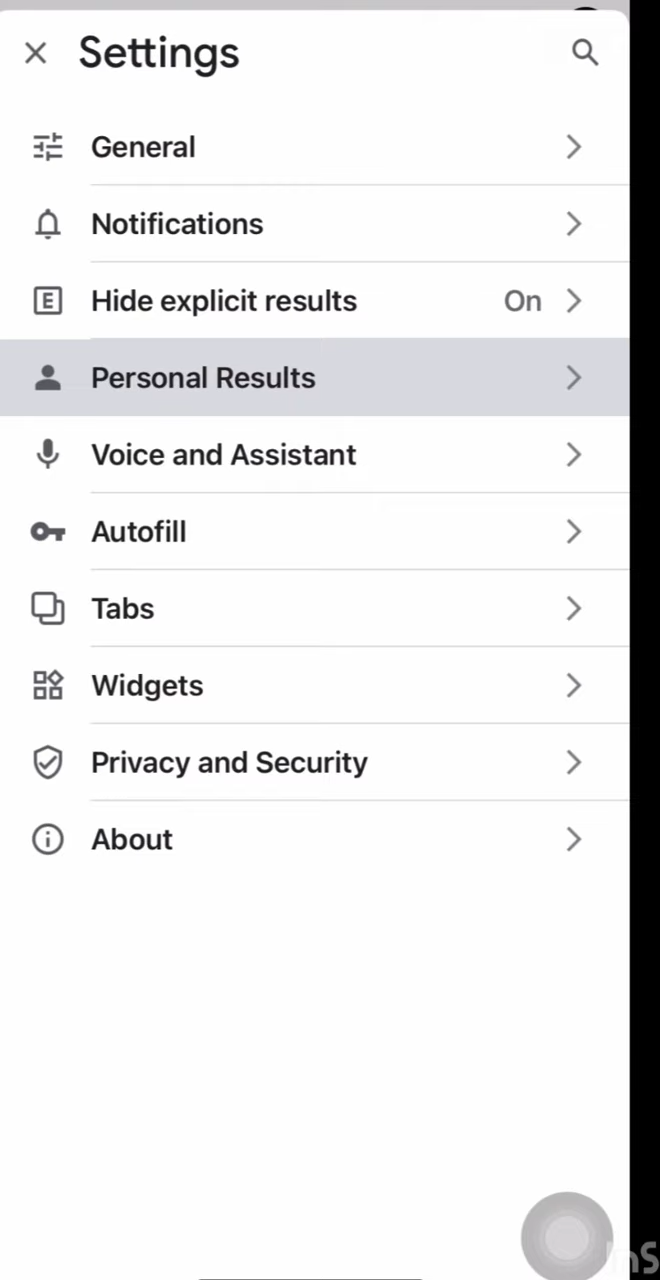 Settings
General
Notifications
E Hide explicit results On
Personal Results
Voice and Assistant
Autofill
Tabs
Widgets
Privacy and Security
About
InS